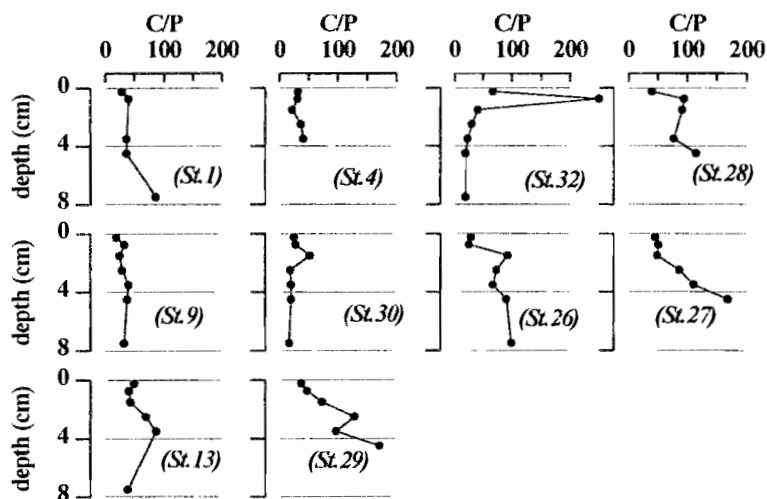 C/P C/P C/P C/P
0 100 200 0 100 200 0 100 200 0 100 200
0
4
8
depth (cm)
(St.1) (St.4) (St.32) (St.28)
0
4
8
depth (cm)
(St.9) (St.30) (St.26) (St.27)
0
4
8
depth (cm)
(St.13) (St.29)